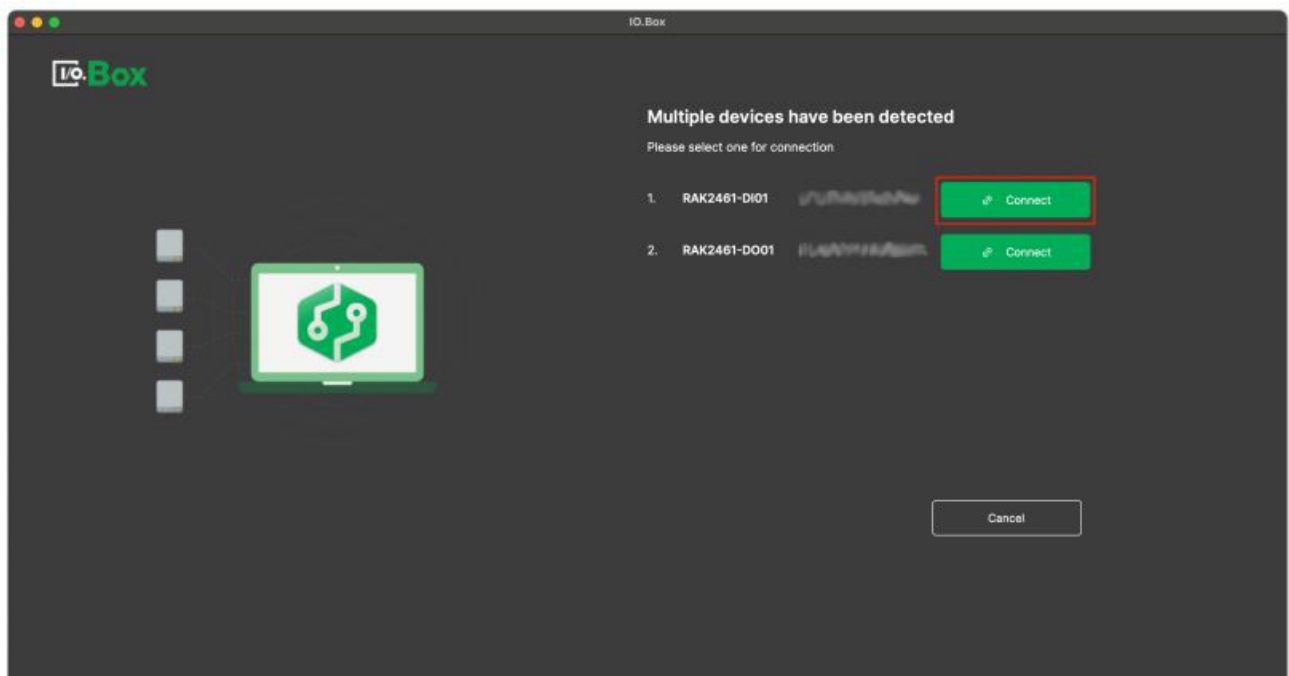 IO.Box
I/O.Box
Multiple devices have been detected
Please select one for connection
1. RAK2461-DI01 Connect
2. RAK2461-DO01 Connect
Cancel